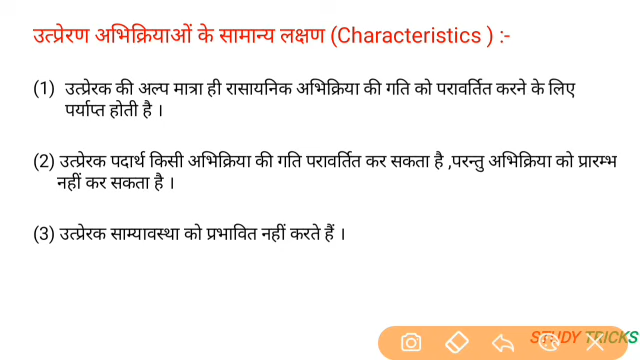 उत्प्रेरण अभिक्रियाओं के सामान्य लक्षण (Characteristics ) :-
(1) उत्प्रेरक की अल्प मात्रा ही रासायनिक अभिक्रिया की गति को परावर्तित करने के लिए
पर्याप्त होती है ।
(2) उत्प्रेरक पदार्थ किसी अभिक्रिया की गति परावर्तित कर सकता है ,परन्तु अभिक्रिया को प्रारम्भ
नहीं कर सकता है ।
(3) उत्प्रेरक साम्यावस्था को प्रभावित नहीं करते हैं ।
STUDY TRICKS